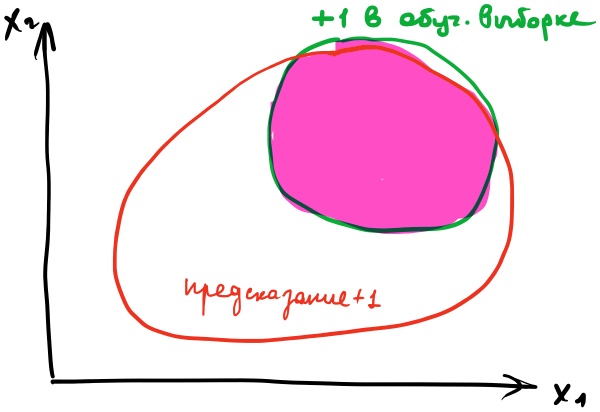 +1 в обуч. выборке
x₂
предсказание +1
x₁